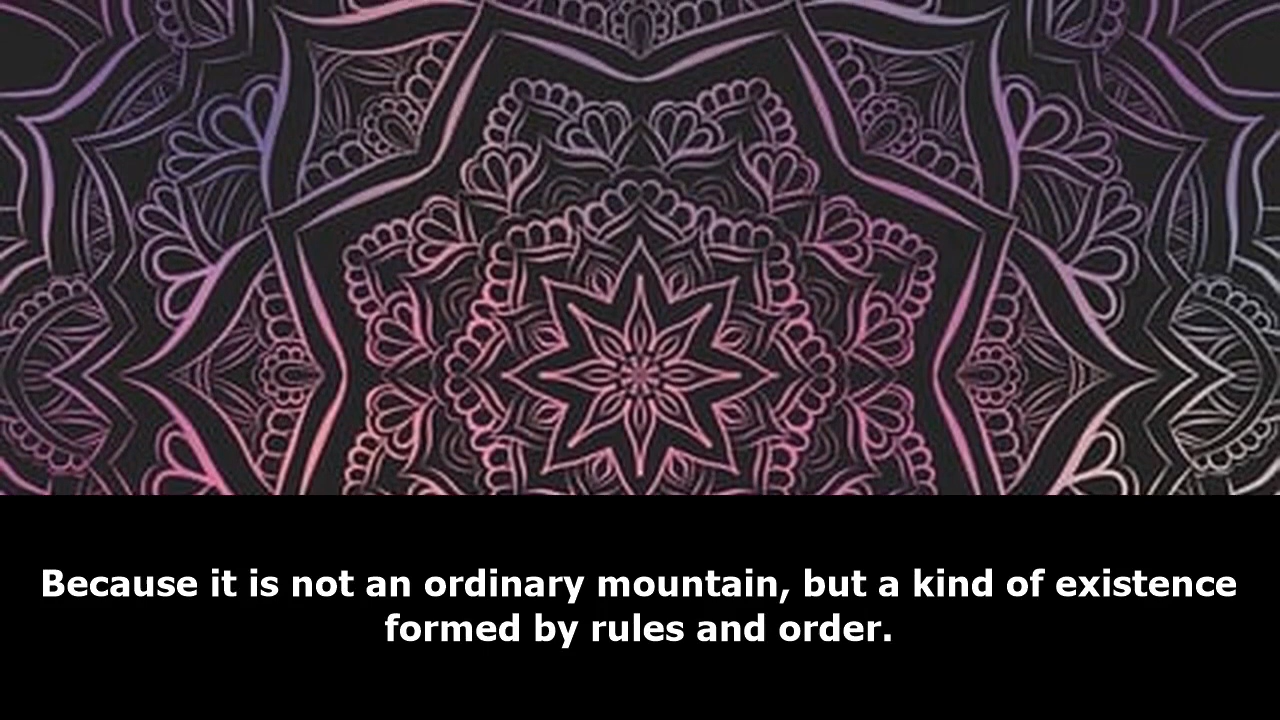 Because it is not an ordinary mountain, but a kind of existence
formed by rules and order.